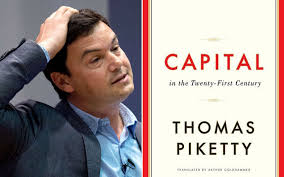 CAPITAL
in the Twenty-First Century
THOMAS
PIKETTY
TRANSLATED BY ARTHUR GOLDHAMMER